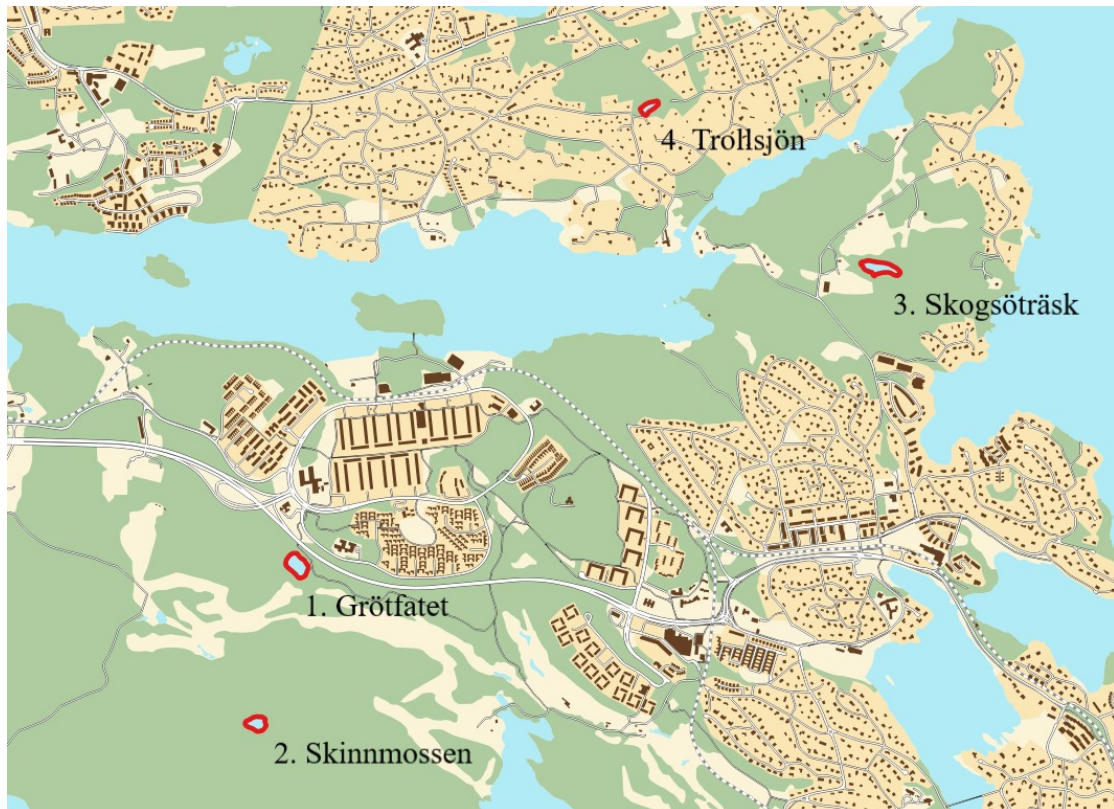 4. Trollsjön
3. Skogsöträsk
1. Grötfatet
2. Skinnmossen